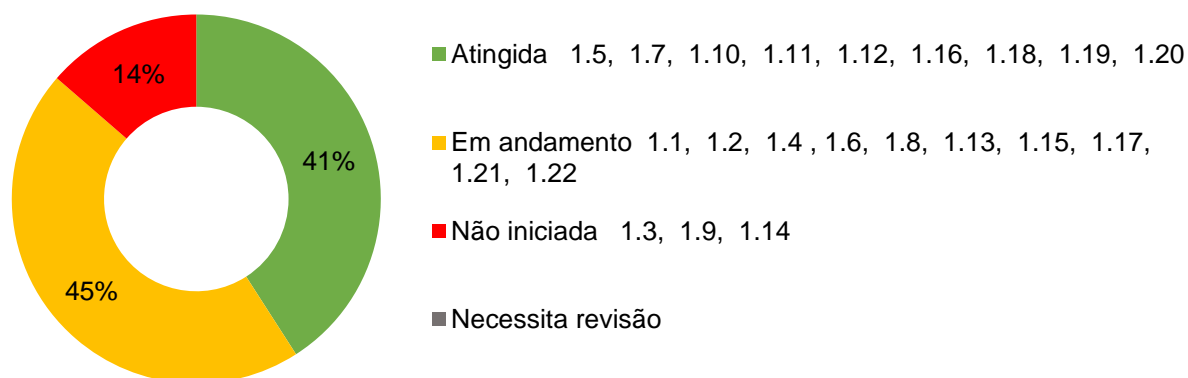 14%
41%
45%
Atingida 1.5, 1.7, 1.10, 1.11, 1.12, 1.16, 1.18, 1.19, 1.20
Em andamento 1.1, 1.2, 1.4 , 1.6, 1.8, 1.13, 1.15, 1.17,
1.21, 1.22
Não iniciada 1.3, 1.9, 1.14
Necessita revisão